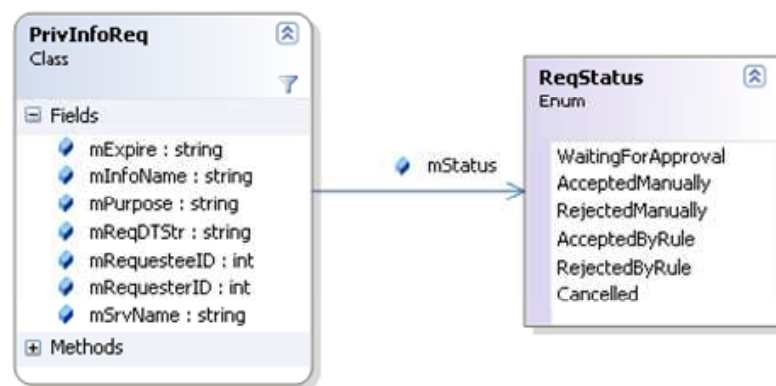 PrivInfoReq
Class
Fields
mExpire : string
mInfoName : string
mPurpose : string
mReqDTStr : string
mRequesteeID : int
mRequesterID : int
mSrvName : string
Methods
mStatus
ReqStatus
Enum
WaitingForApproval
AcceptedManually
RejectedManually
AcceptedByRule
RejectedByRule
Cancelled